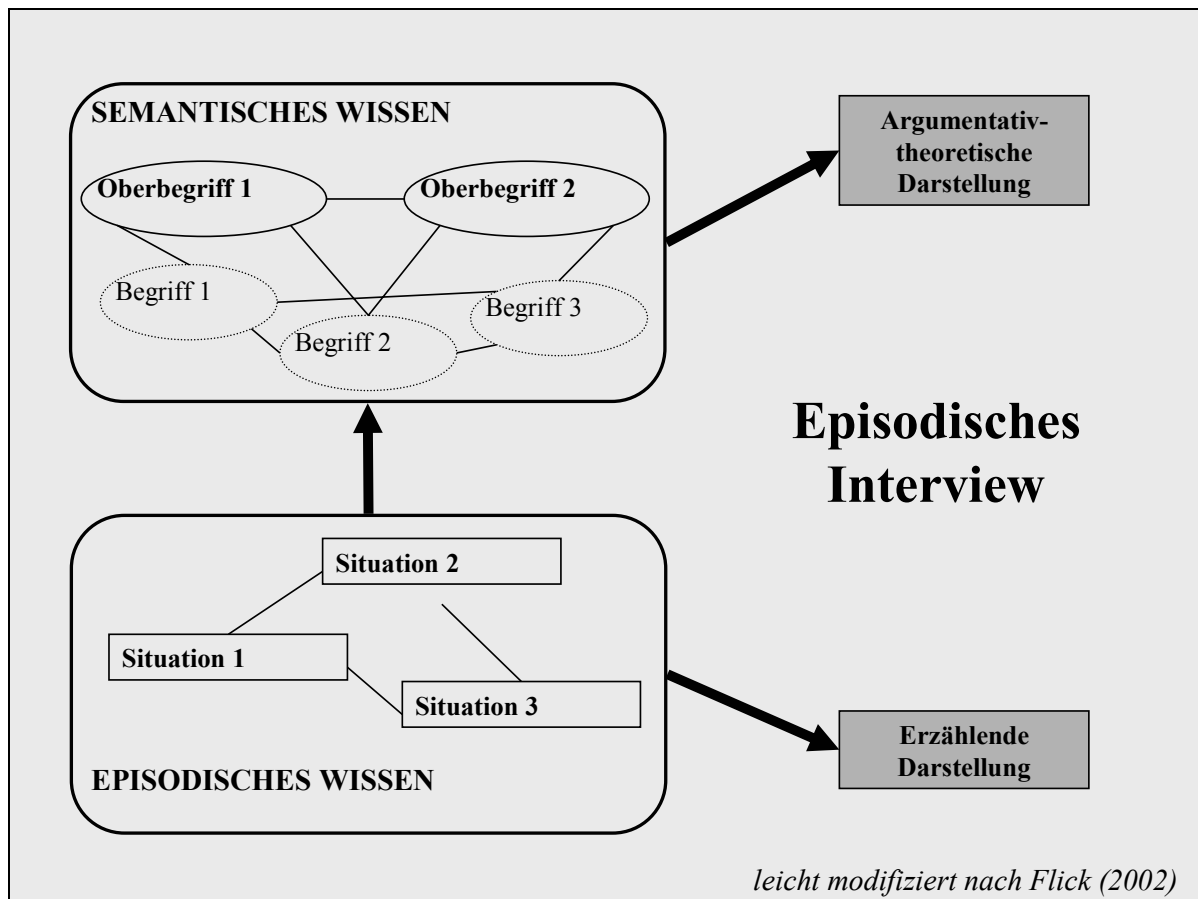 SEMANTISCHES WISSEN
Oberbegriff 1
Oberbegriff 2
Begriff 1
Begriff 2
Begriff 3
Argumentativ-
theoretische
Darstellung
Episodisches
Interview
Situation 2
Situation 1
Situation 3
EPISODISCHES WISSEN
Erzählende
Darstellung
leicht modifiziert nach Flick (2002)